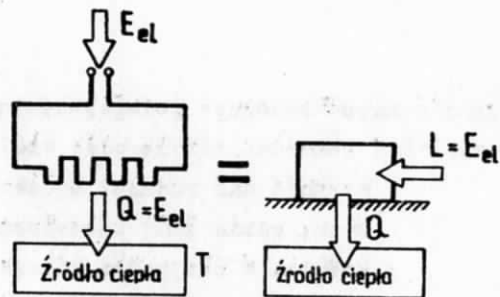 E_el
L = E_el
Q = E_el
Q
Źródło ciepła
T
Źródło ciepła